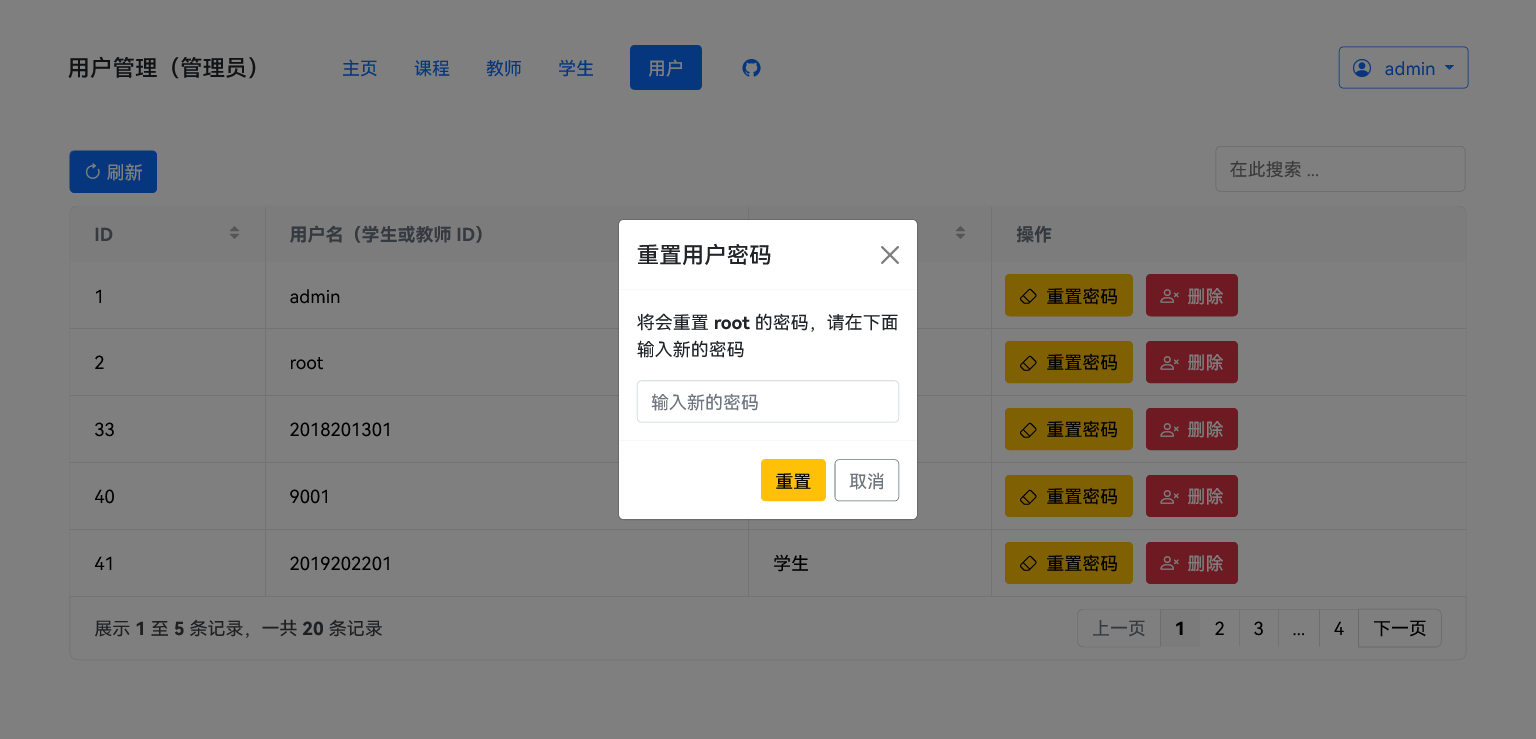 用户管理（管理员） 主页 课程 教师 学生 用户 admin
刷新 在此搜索 ...
ID 用户名（学生或教师 ID） 操作
1 admin 重置密码 删除
2 root 重置密码 删除
33 2018201301 重置密码 删除
40 9001 重置密码 删除
41 2019202201 学生 重置密码 删除
展示 1 至 5 条记录，一共 20 条记录 上一页 1 2 3 ... 4 下一页
重置用户密码
将会重置 root 的密码，请在下面
输入新的密码
输入新的密码
重置 取消